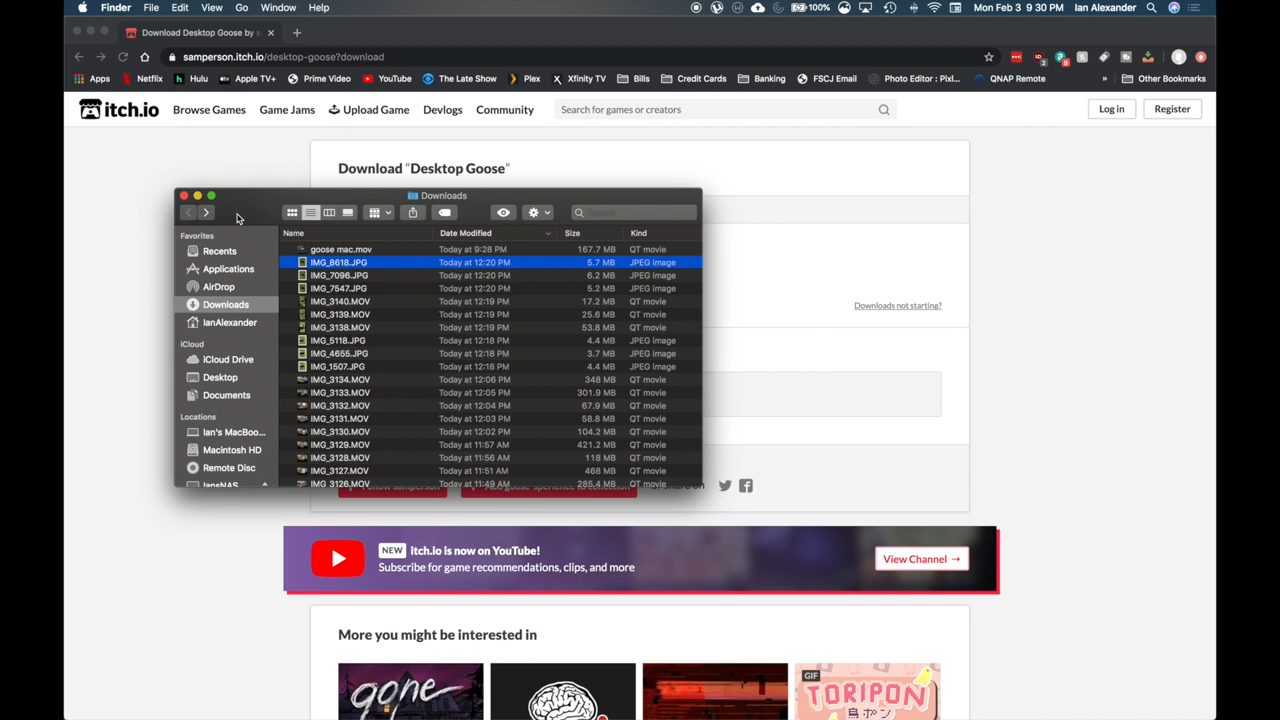 Finder File Edit View Go Window Help 100% Mon Feb 3 9:30 PM Ian Alexander
Download Desktop Goose by s
samperson.itch.io/desktop-goose?download
Apps Netflix Hulu Apple TV+ Prime Video YouTube The Late Show Plex Xfinity TV Bills Credit Cards Banking FSCJ Email Photo Editor : Pixl... QNAP Remote » Other Bookmarks
itch.io Browse Games Game Jams Upload Game Devlogs Community Search for games or creators Log in Register
Download “Desktop Goose”
Downloads
Search
Favorites
Recents
Applications
AirDrop
Downloads
IanAlexander
iCloud
iCloud Drive
Desktop
Documents
Locations
Ian's MacBoo...
Macintosh HD
Remote Disc
IansNAS
Name Date Modified Size Kind
goose mac.mov Today at 9:28 PM 167.7 MB QT movie
IMG_8618.JPG Today at 12:20 PM 5.7 MB JPEG image
IMG_7096.JPG Today at 12:20 PM 6.2 MB JPEG image
IMG_7547.JPG Today at 12:20 PM 5.2 MB JPEG image
IMG_3140.MOV Today at 12:19 PM 17.2 MB QT movie
IMG_3139.MOV Today at 12:19 PM 25.6 MB QT movie
IMG_3138.MOV Today at 12:19 PM 53.8 MB QT movie
IMG_5118.JPG Today at 12:18 PM 4.4 MB JPEG image
IMG_4655.JPG Today at 12:18 PM 3.7 MB JPEG image
IMG_1507.JPG Today at 12:18 PM 4.4 MB JPEG image
IMG_3134.MOV Today at 12:06 PM 348 MB QT movie
IMG_3133.MOV Today at 12:05 PM 301.9 MB QT movie
IMG_3132.MOV Today at 12:04 PM 67.9 MB QT movie
IMG_3131.MOV Today at 12:03 PM 58.8 MB QT movie
IMG_3130.MOV Today at 12:02 PM 104.2 MB QT movie
IMG_3129.MOV Today at 11:57 AM 421.2 MB QT movie
IMG_3128.MOV Today at 11:56 AM 118 MB QT movie
IMG_3127.MOV Today at 11:51 AM 468 MB QT movie
IMG_3126.MOV Today at 11:49 AM 285.4 MB QT movie
Downloads not starting?
NEW itch.io is now on YouTube!
Subscribe for game recommendations, clips, and more
View Channel →
More you might be interested in
gone
GIF
TORIPON
鳥ポン